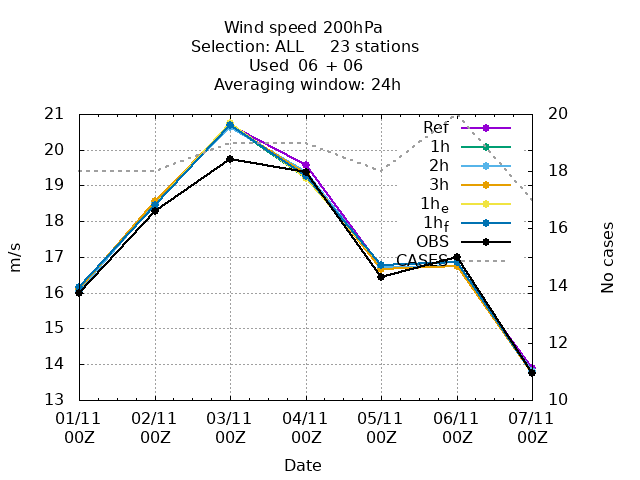 Wind speed 200hPa
Selection: ALL 23 stations
Used 06 + 06
Averaging window: 24h
21
20
19
18
17
16
15
14
13
m/s
20
18
16
14
12
10
No cases
Ref
1h
2h
3h
1he
1hf
OBS
CASES
01/11 02/11 03/11 04/11 05/11 06/11 07/11
00Z 00Z 00Z 00Z 00Z 00Z 00Z
Date